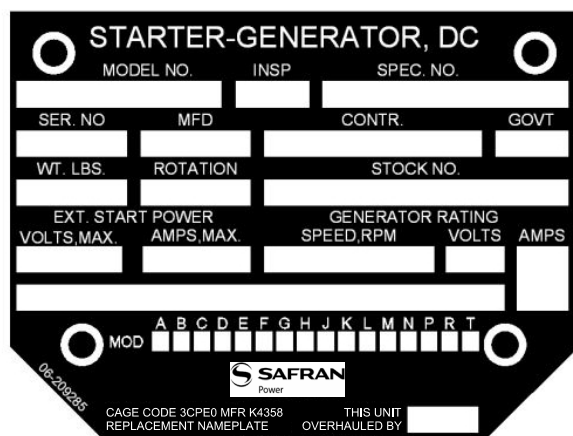 STARTER-GENERATOR, DC
MODEL NO. INSP SPEC. NO.
SER. NO MFD CONTR. GOVT
WT. LBS. ROTATION STOCK NO.
EXT. START POWER GENERATOR RATING
VOLTS,MAX. AMPS,MAX. SPEED,RPM VOLTS AMPS
A B C D E F G H J K L M N P R T
MOD
06-209285
S SAFRAN
Power
CAGE CODE 3CPE0 MFR K4358 THIS UNIT
REPLACEMENT NAMEPLATE OVERHAULED BY